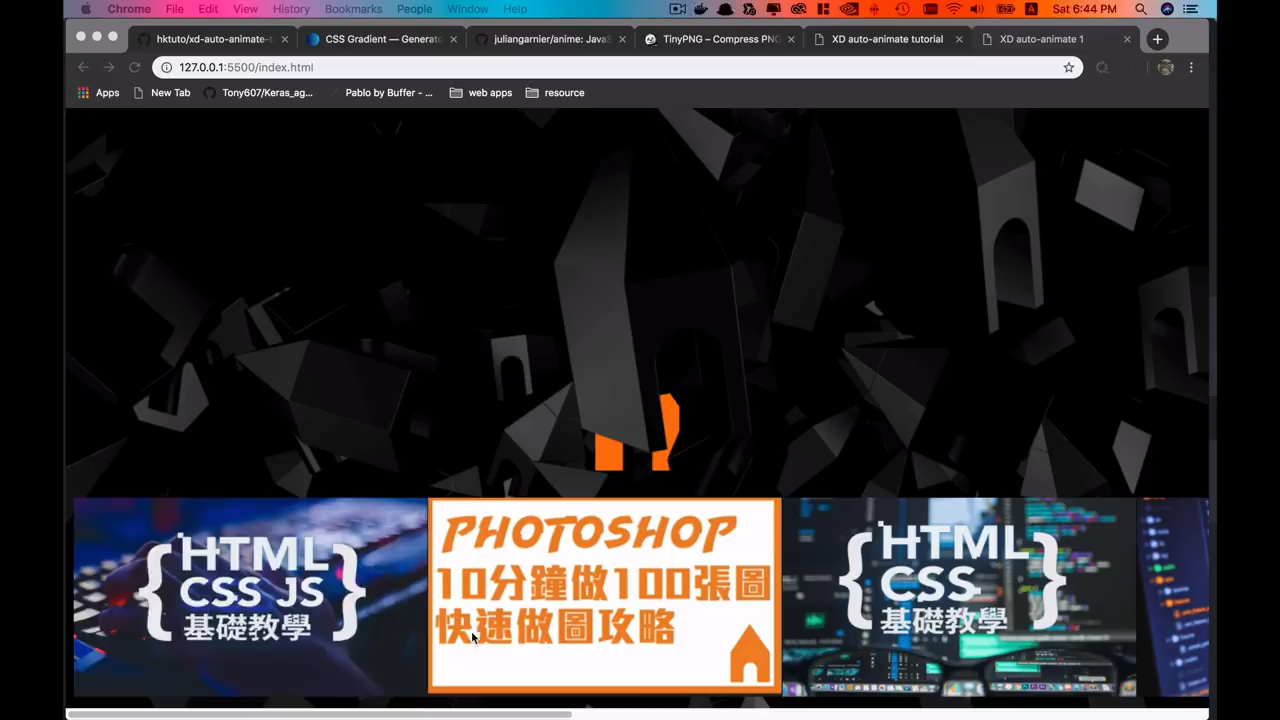 Chrome File Edit View History Bookmarks People Window Help Sat 6:44 PM
hktuto/xd-auto-animate- CSS Gradient — Generato juliangarnier/anime: JavaS TinyPNG – Compress PNG XD auto-animate tutorial XD auto-animate 1
127.0.0.1:5500/index.html
Apps New Tab Tony607/Keras_ag... Pablo by Buffer - ... web apps resource
{HTML
CSS JS}
基礎教學
PHOTOSHOP
10分鐘做100張圖
快速做圖攻略
{HTML
CSS}
基礎教學